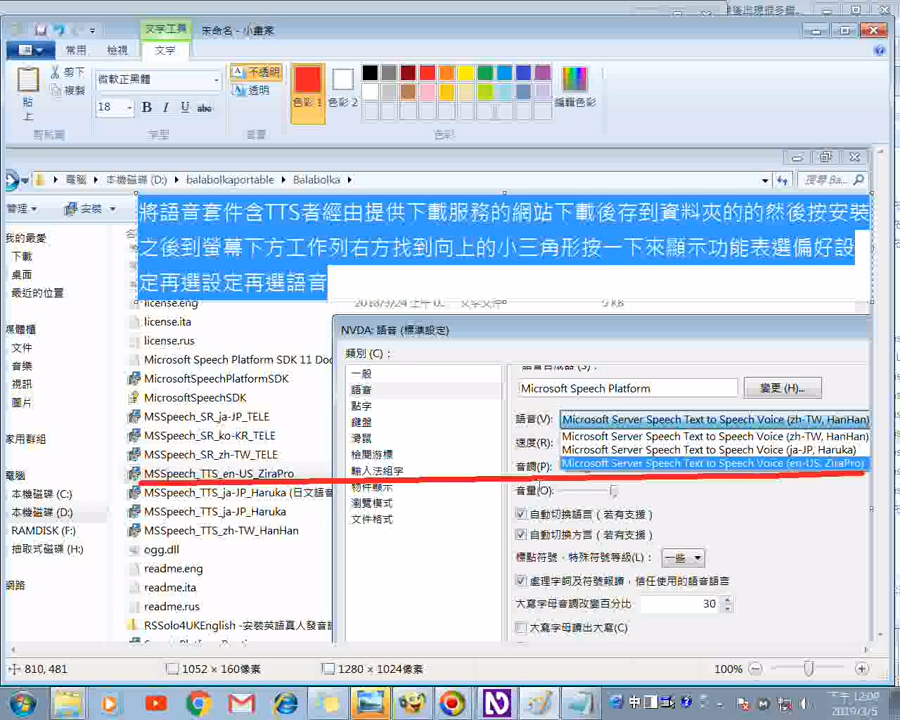 文字工具
未命名 - 小畫家
常用
檢視
文字
貼上
剪下
複製
剪貼簿
微軟正黑體
18
B I U abc
字型
不透明
透明
背景
色彩 1
色彩 2
編輯色彩
色彩
電腦 ▸ 本機磁碟 (D:) ▸ balabolkaportable ▸ Balabolka ▸
搜尋 Ba...
管理
安裝
將語音套件含TTS者經由提供下載服務的網站下載後存到資料夾的的然後按安裝
之後到螢幕下方工作列右方找到向上的小三角形按一下來顯示功能表選偏好設
定再選設定再選語音
我的最愛
下載
桌面
最近的位置
媒體櫃
文件
音樂
視訊
圖片
家用群組
電腦
本機磁碟 (C:)
本機磁碟 (D:)
RAMDISK (F:)
抽取式磁碟 (H:)
網路
license.eng
license.ita
license.rus
Microsoft Speech Platform SDK 11 Doc
MicrosoftSpeechPlatformSDK
MicrosoftSpeechSDK
MSSpeech_SR_ja-JP_TELE
MSSpeech_SR_ko-KR_TELE
MSSpeech_SR_zh-TW_TELE
MSSpeech_TTS_en-US_ZiraPro
MSSpeech_TTS_ja-JP_Haruka (日文語音
MSSpeech_TTS_ja-JP_Haruka
MSSpeech_TTS_zh-TW_HanHan
ogg.dll
readme.eng
readme.ita
readme.rus
RSSolo4UKEnglish -安裝英語真人發音
NVDA: 語音 (標準設定)
類別 (C) :
一般
語音
點字
鍵盤
滑鼠
檢閱游標
輸入法組字
物件顯示
瀏覽模式
文件格式
語音合成器 (S) :
Microsoft Speech Platform
變更 (H)...
語音(V):
Microsoft Server Speech Text to Speech Voice (zh-TW, HanHan)
Microsoft Server Speech Text to Speech Voice (zh-TW, HanHan)
Microsoft Server Speech Text to Speech Voice (ja-JP, Haruka)
Microsoft Server Speech Text to Speech Voice (en-US, ZiraPro)
速度(R):
音調(P):
音量(O):
自動切換語言 ( 若有支援 )
自動切換方言 ( 若有支援 )
標點符號、特殊符號等級(L) :
一些
處理字詞及符號報讀，信任使用的語音語言
大寫字母音調改變百分比
30
大寫字母讀出大寫(C)
810, 481
1052 × 160像素
1280 × 1024像素
100%
中
下午 12:09
2019/3/5